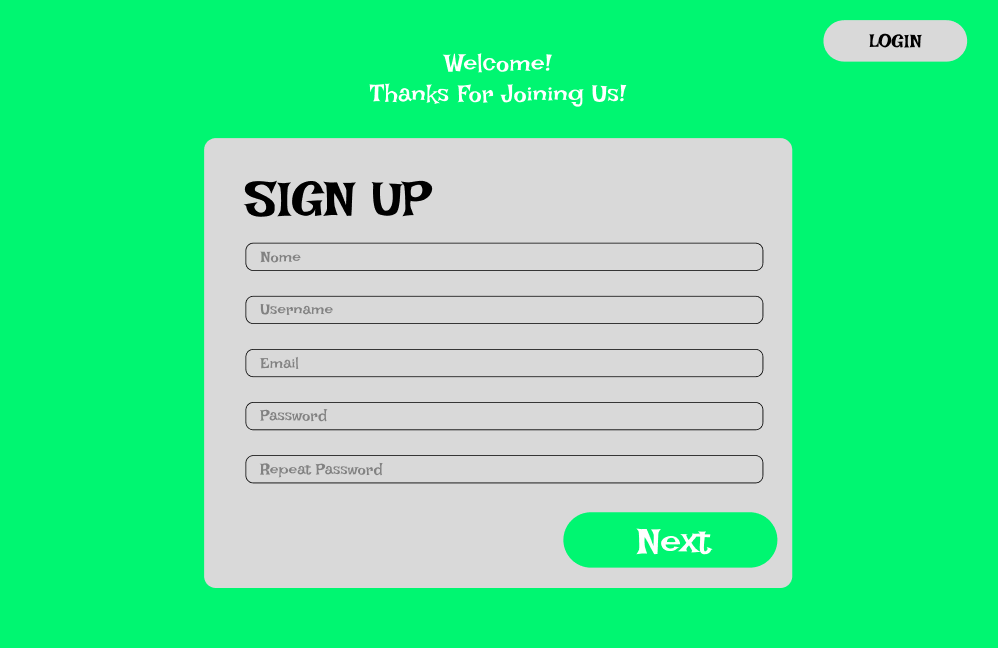 LOGIN
Welcome!
Thanks For Joining Us!
SIGN UP
Nome
Username
Email
Password
Repeat Password
Next